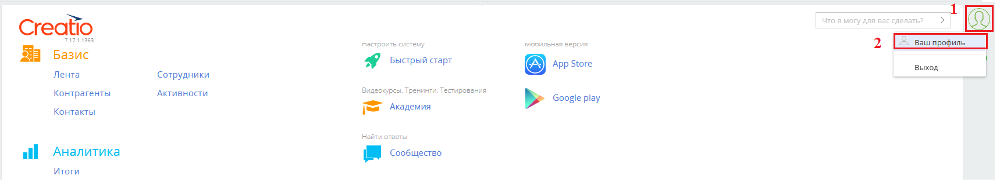 Creatio
7.17.1.1363
Базис
Лента
Сотрудники
Контрагенты
Активности
Контакты
Аналитика
Итоги
Настроить систему
Быстрый старт
Видеокурсы. Тренинги. Тестирования
Академия
Найти ответы
Сообщество
Мобильная версия
App Store
Google play
Что я могу для вас сделать?
1
2
Ваш профиль
Выход